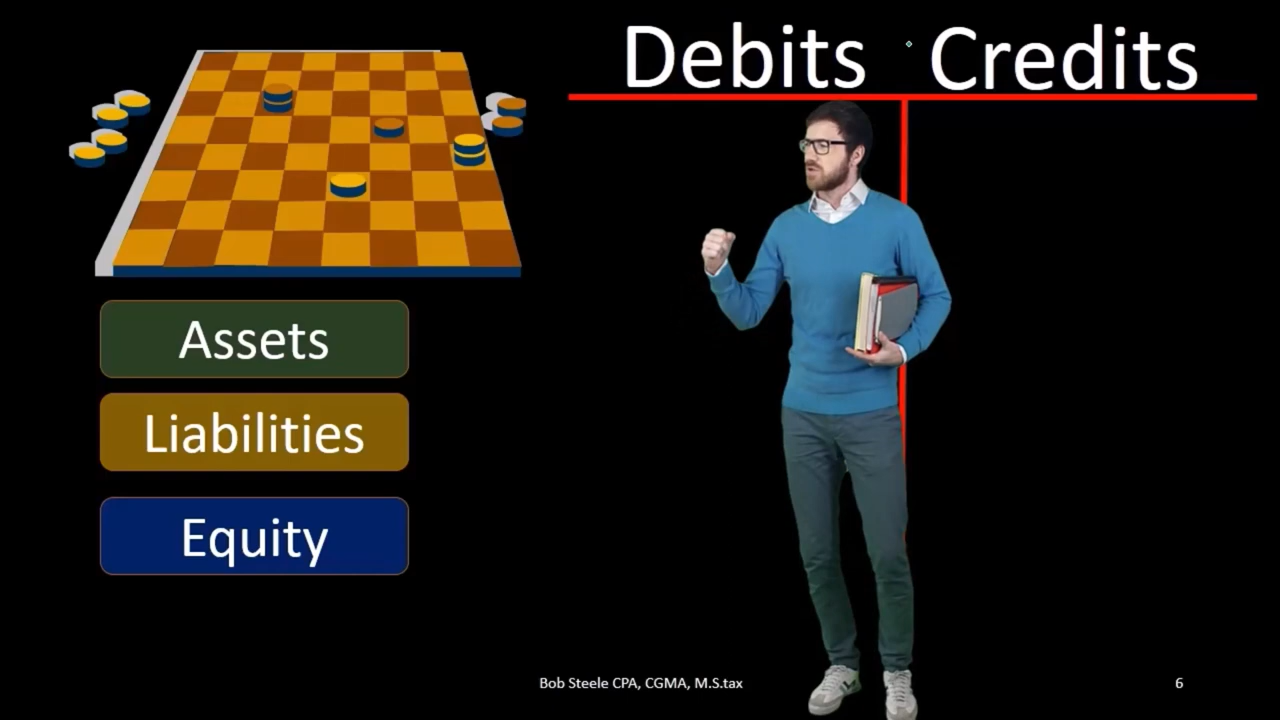 Debits Credits
Assets
Liabilities
Equity
Bob Steele CPA, CGMA, M.S.tax
6